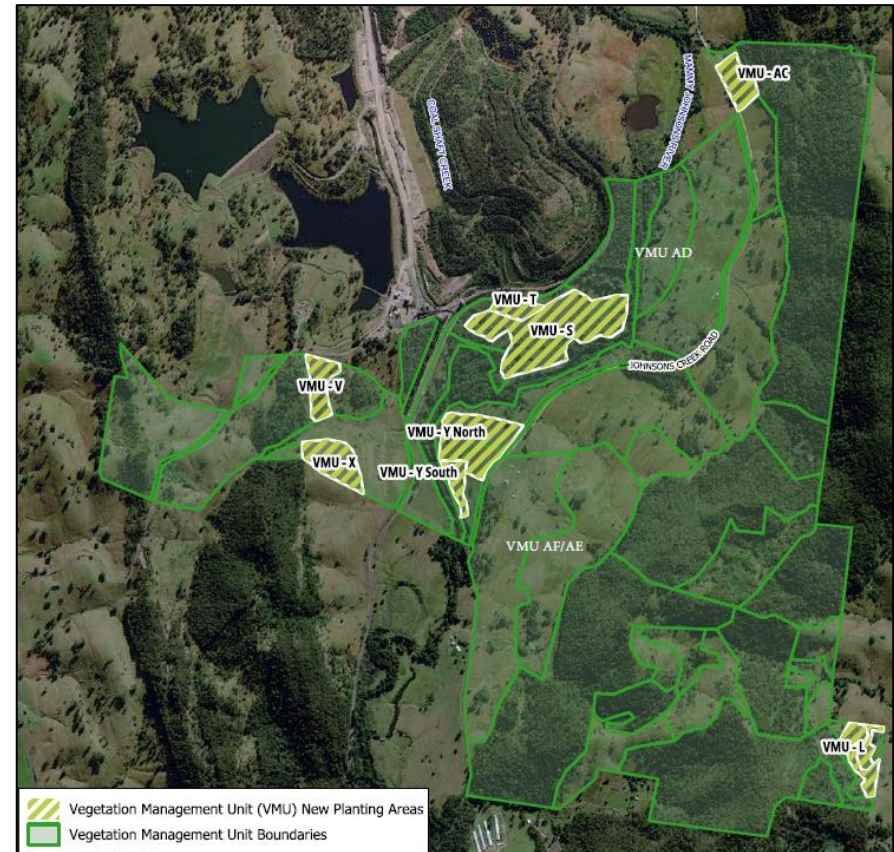 VMU - AC
COAL SHAFT CREEK
MAMMY JOHNSONS RIVER
VMU AD
VMU - T
VMU - S
JOHNSONS CREEK ROAD
VMU - V
VMU - Y North
VMU - X
VMU - Y South
VMU AF/AE
VMU - L
Vegetation Management Unit (VMU) New Planting Areas
Vegetation Management Unit Boundaries